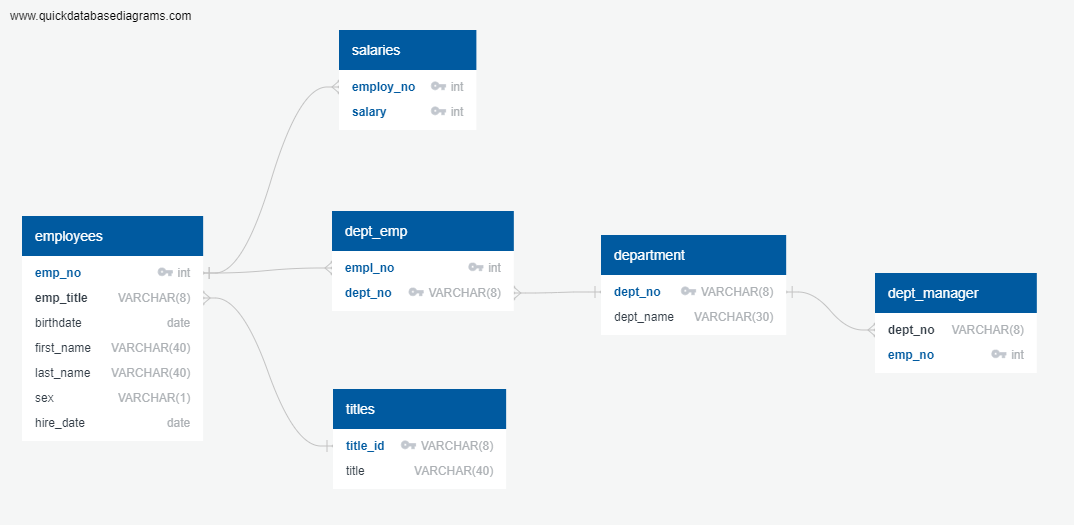 www.quickdatabasediagrams.com
salaries
employ_no int
salary int
employees
emp_no int
emp_title VARCHAR(8)
birthdate date
first_name VARCHAR(40)
last_name VARCHAR(40)
sex VARCHAR(1)
hire_date date
dept_emp
empl_no int
dept_no VARCHAR(8)
department
dept_no VARCHAR(8)
dept_name VARCHAR(30)
dept_manager
dept_no VARCHAR(8)
emp_no int
titles
title_id VARCHAR(8)
title VARCHAR(40)